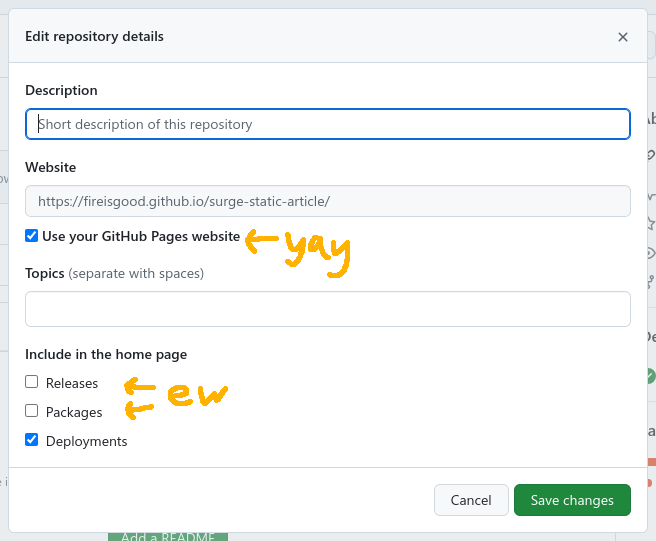 Edit repository details
Description
Short description of this repository
Website
https://fireisgood.github.io/surge-static-article/
Use your GitHub Pages website ← yay
Topics (separate with spaces)
Include in the home page
Releases ← ew
Packages ←
Deployments
Cancel Save changes
Add a README